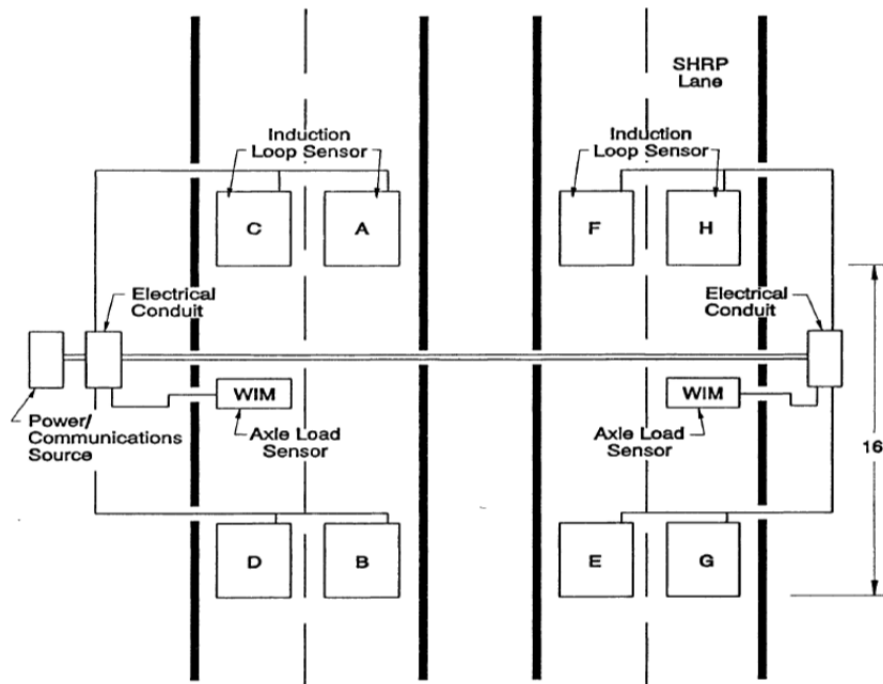 SHRP
Lane
Induction
Loop Sensor
Induction
Loop Sensor
C
A
F
H
Electrical
Conduit
Electrical
Conduit
WIM
WIM
Power/
Communications
Source
Axle Load
Sensor
Axle Load
Sensor
16
D
B
E
G